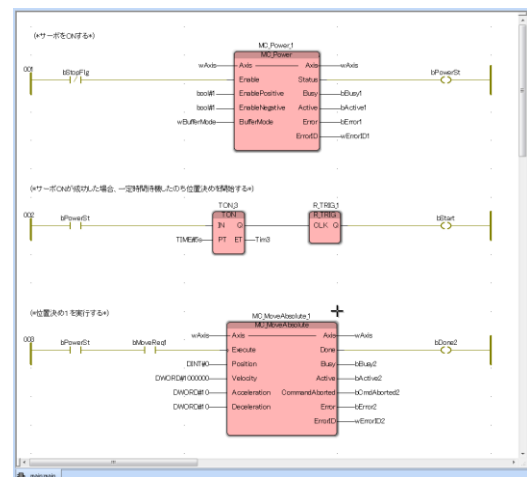 (*サーボをONする*)
MC_Power_1
MC_Power
001
bStopFlg
wAxis Axis Axis wAxis
Enable Status
bPowerSt
bool#1 EnablePositive Busy bBusy1
bool#1 EnableNegative Active bActive1
wBufferMode BufferMode Error bError1
ErrorID wErrorID1
(*サーボONが成功した場合、一定時間待機したのち位置決めを開始する*)
TON_3
TON
R_TRIG_1
R_TRIG
002
bPowerSt
IN Q
CLK Q
bStart
PT ET Tim3
(*位置決め1を実行する*)
MC_MoveAbsolute_1
MC_MoveAbsolute
003
bPowerSt
bMoveReq1
wAxis Axis Axis wAxis
Execute Done
bDone2
DINT#0 Position Busy bBusy2
DWORD#1000000 Velocity Active bActive2
DWORD#10 Acceleration CommandAborted bCmdAborted2
DWORD#10 Deceleration Error bError2
ErrorID wErrorID2